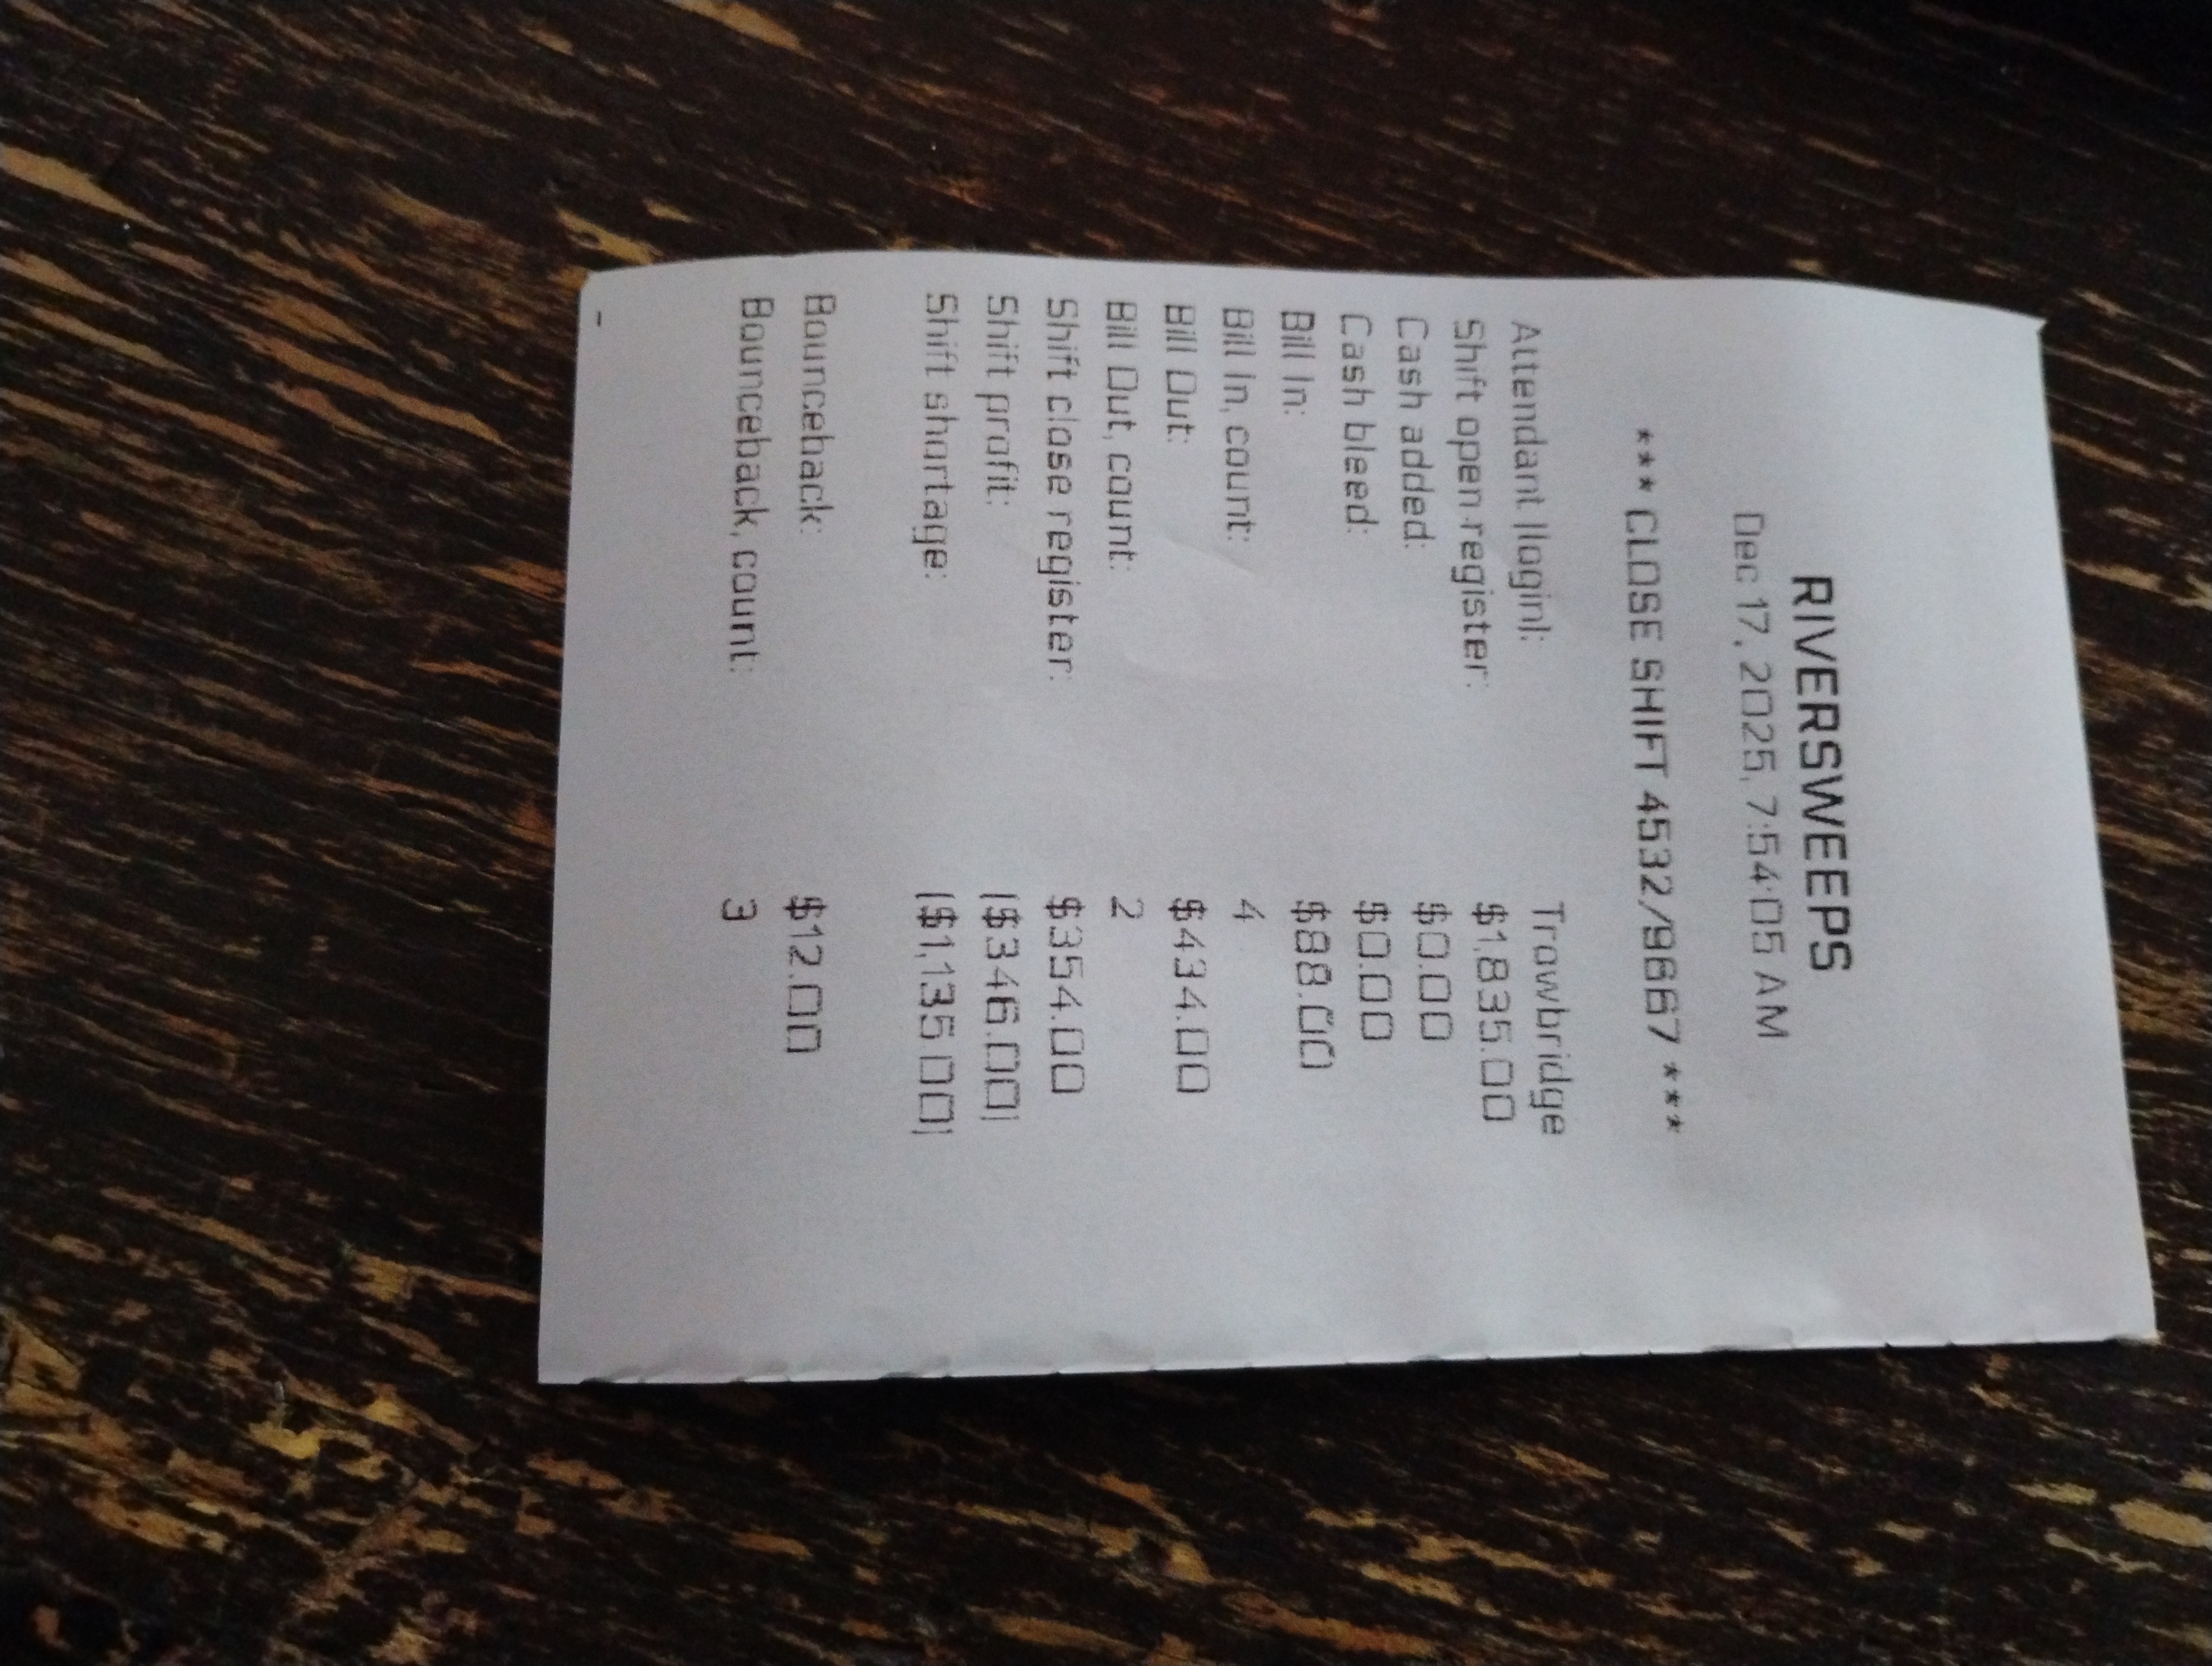 RIVERSWEEPS
Dec 17, 2025, 7:54:05 AM
*** CLOSE SHIFT 4532/9667 ***
Attendant (login): Trowbridge
Shift open register: $1,835.00
Cash added: $0.00
Cash bleed: $0.00
Bill In: $88.00
Bill In, count: 4
Bill Out: $434.00
Bill Out, count: 2
Shift close register: $354.00
Shift profit: ($346.00)
Shift shortage: ($1,135.00)
Bounceback: $12.00
Bounceback, count: 3
-